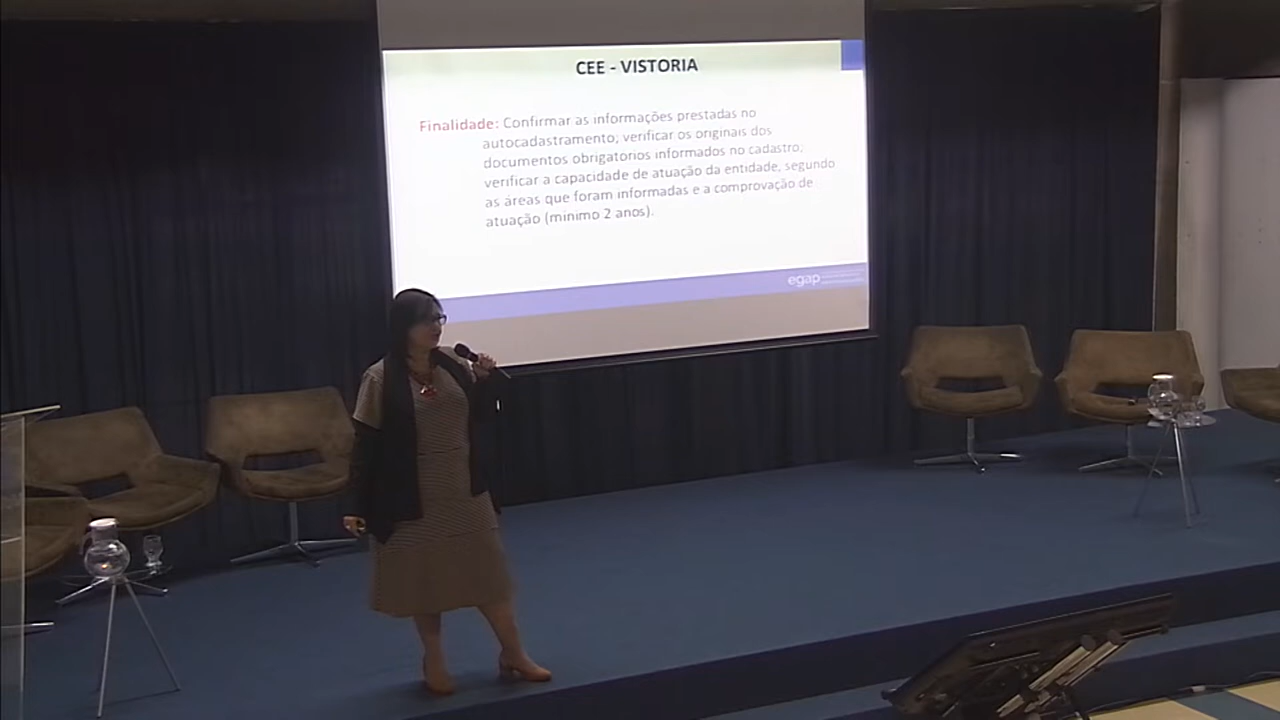 CEE - VISTORIA
Finalidade: Confirmar as informações prestadas no
autocadastramento; verificar os originais dos
documentos obrigatorios informados no cadastro;
verificar a capacidade de atuação da entidade, segundo
as áreas que foram informadas e a comprovação de
atuação (minimo 2 anos).
egap